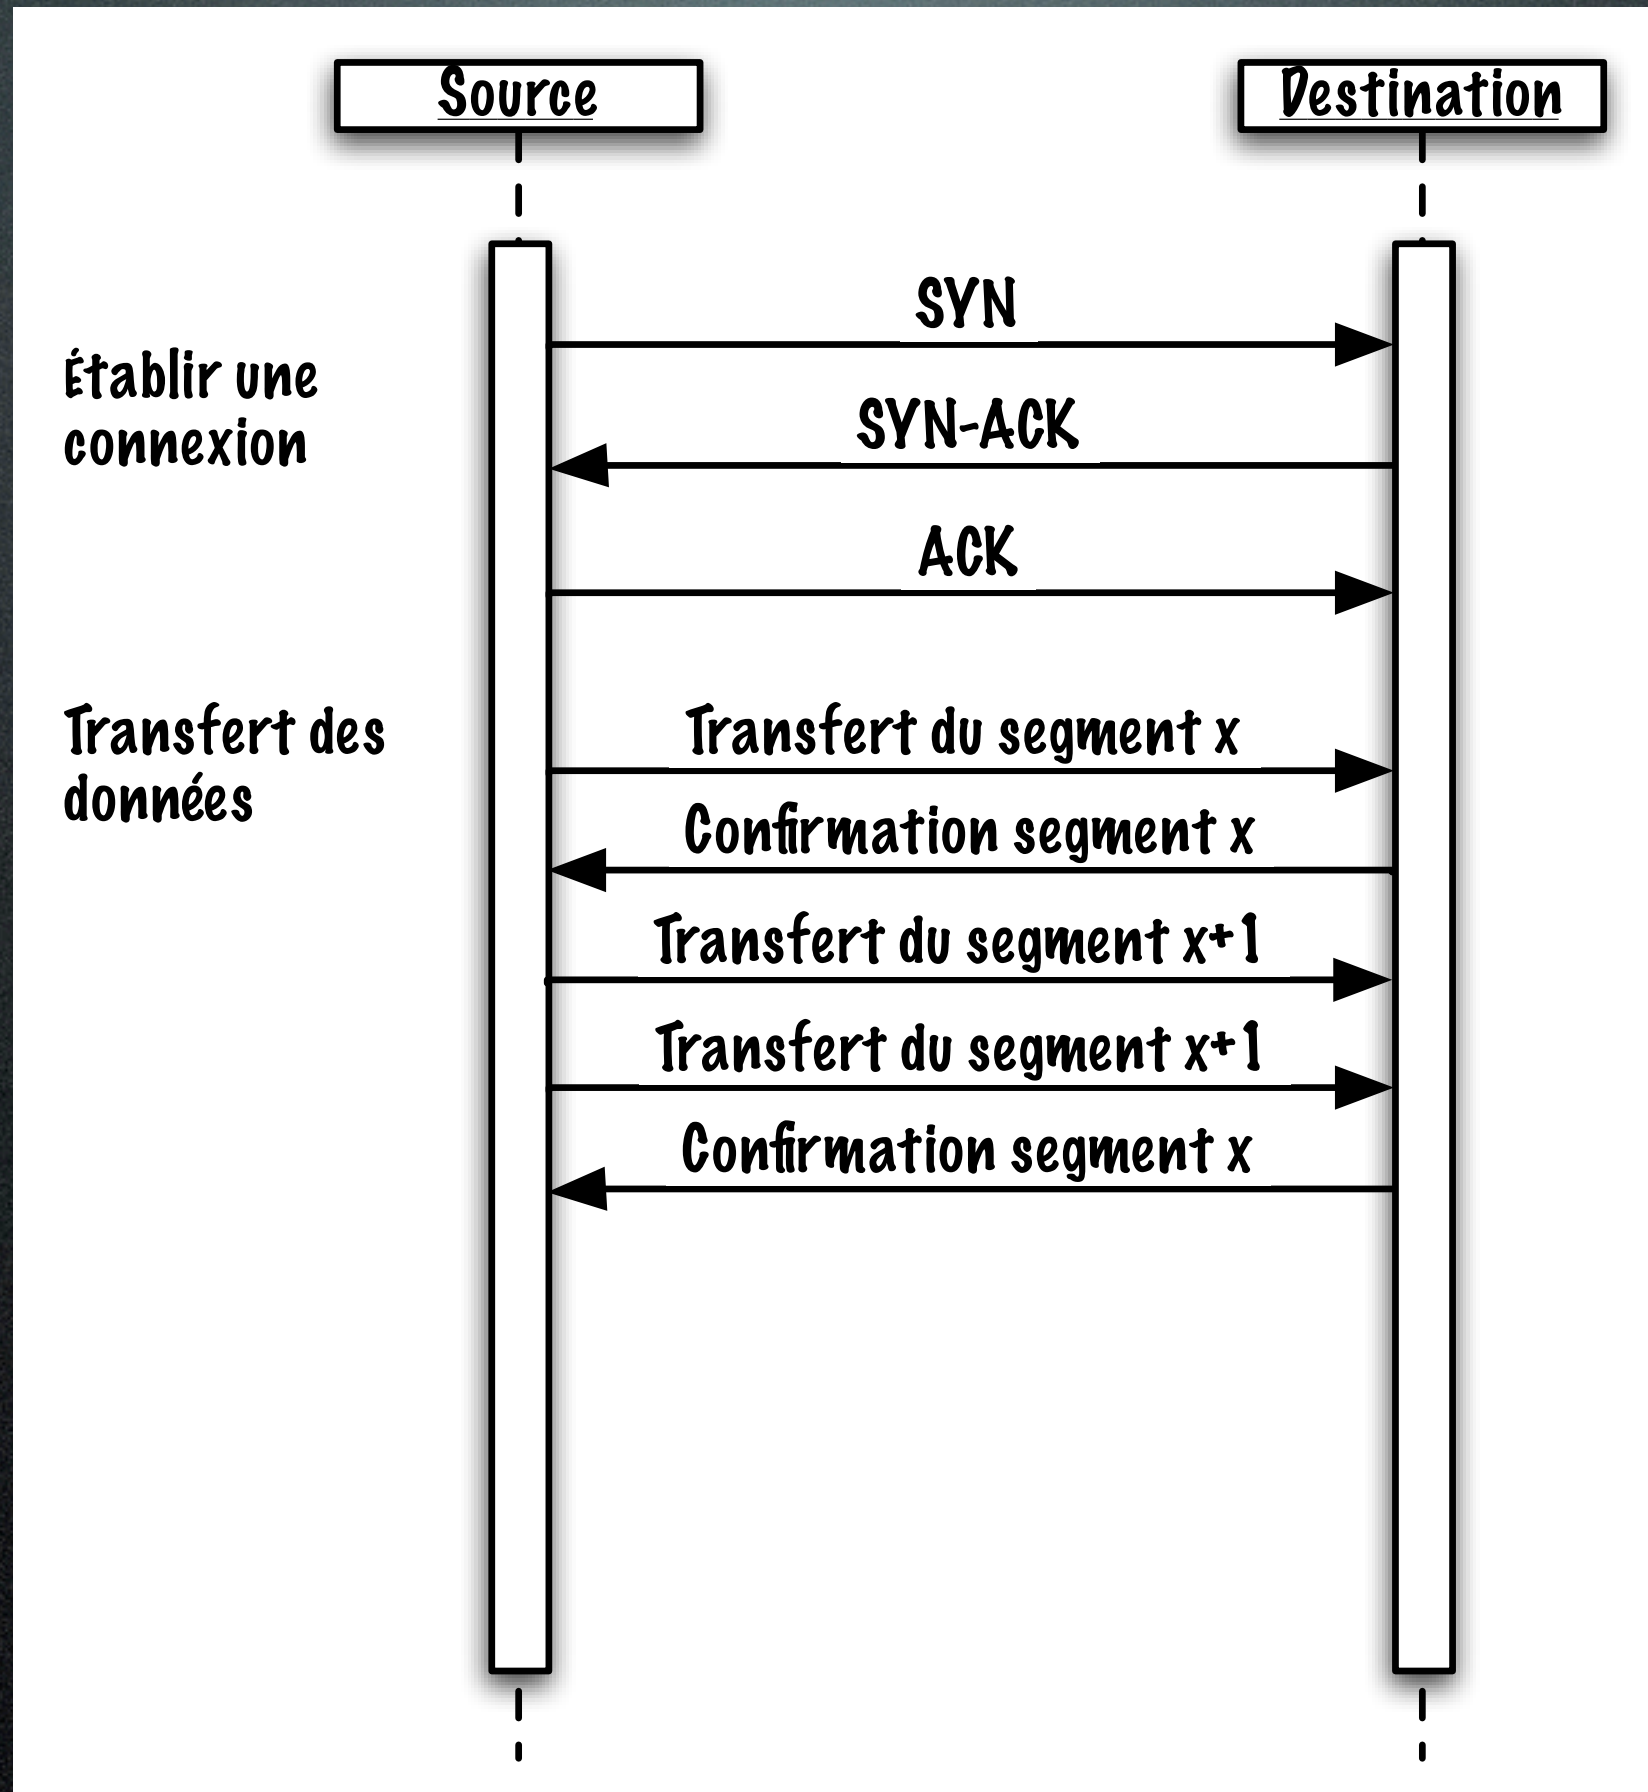 Source
Destination
SYN
Établir une
connexion
SYN-ACK
ACK
Transfert des
données
Transfert du segment x
Confirmation segment x
Transfert du segment x+1
Transfert du segment x+1
Confirmation segment x